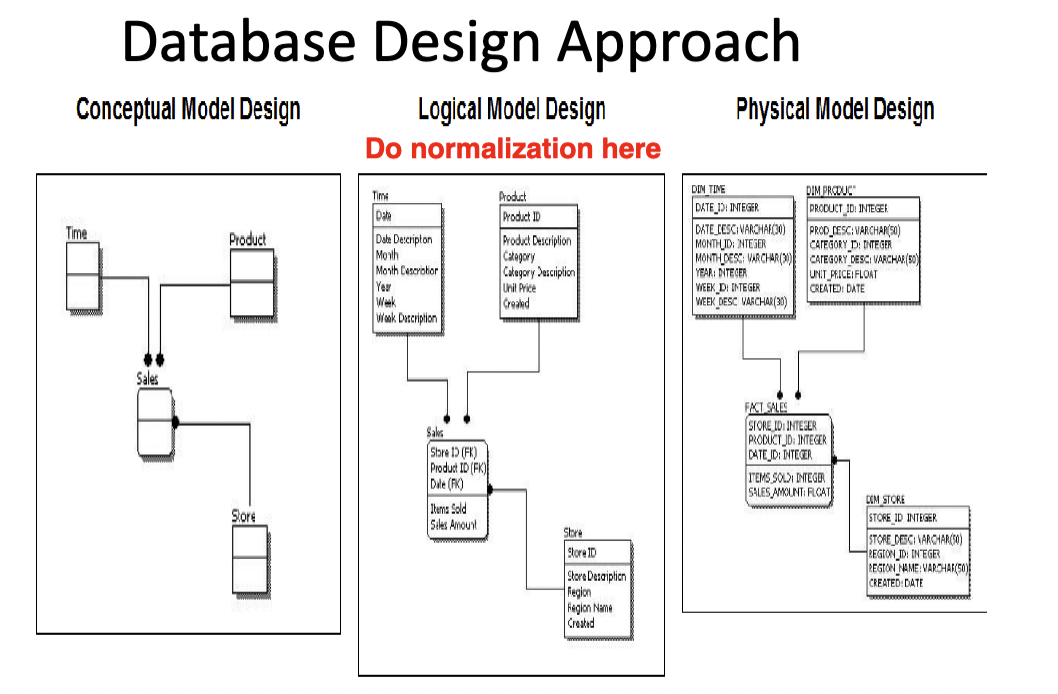 Database Design Approach
Conceptual Model Design
Time
Product
Sales
Store
Logical Model Design
Do normalization here
Time
Date
Date Description
Month
Month Description
Year
Week
Week Description
Product
Product ID
Product Description
Category
Category Description
Unit Price
Created
Sales
Store ID (FK)
Product ID (FK)
Date (FK)
Items Sold
Sales Amount
Store
Store ID
Store Description
Region
Region Name
Created
Physical Model Design
DIM_TIME
DATE_ID: INTEGER
DATE_DESC: VARCHAR(30)
MONTH_ID: INTEGER
MONTH_DESC: VARCHAR(30)
YEAR: INTEGER
WEEK_ID: INTEGER
WEEK_DESC: VARCHAR(30)
DIM_PRODUCT
PRODUCT_ID: INTEGER
PROD_DESC: VARCHAR(50)
CATEGORY_ID: INTEGER
CATEGORY_DESC: VARCHAR(50)
UNIT_PRICE: FLOAT
CREATED: DATE
FACT_SALES
STORE_ID: INTEGER
PRODUCT_ID: INTEGER
DATE_ID: INTEGER
ITEMS_SOLD: INTEGER
SALES_AMOUNT: FLOAT
DIM_STORE
STORE_ID: INTEGER
STORE_DESC: VARCHAR(50)
REGION_ID: INTEGER
REGION_NAME: VARCHAR(50)
CREATED: DATE